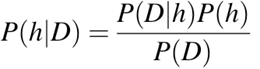 P(h|D) = P(D|h)P(h) / P(D)